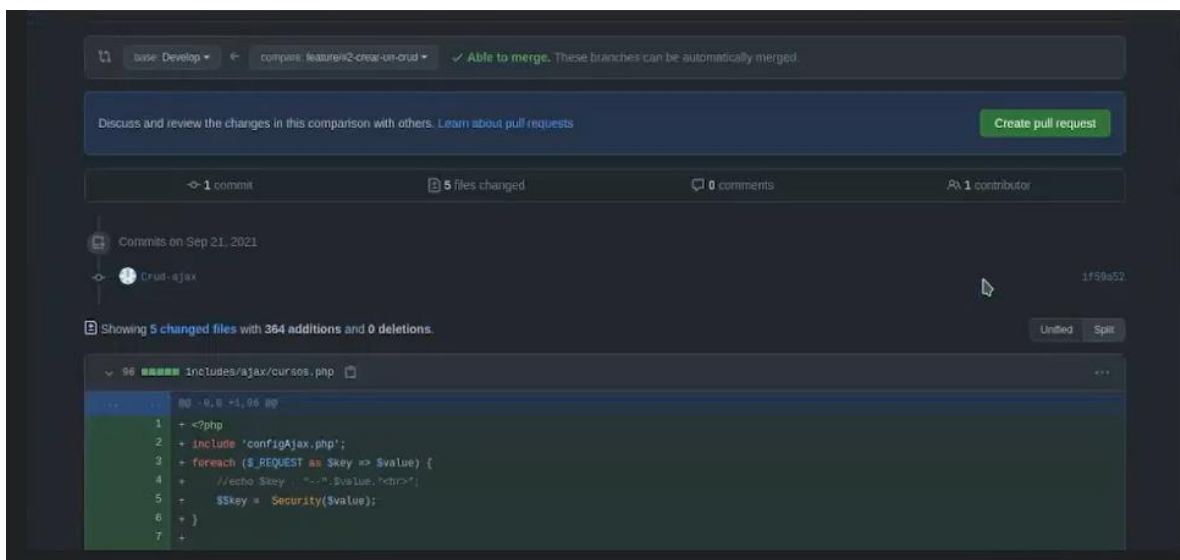 base: Develop ← compare: feature/#2-crear-un-crud ✓ Able to merge. These branches can be automatically merged.
Discuss and review the changes in this comparison with others. Learn about pull requests
Create pull request
1 commit
5 files changed
0 comments
1 contributor
Commits on Sep 21, 2021
Crud-ajax
1f59a52
Showing 5 changed files with 364 additions and 0 deletions.
Unified Split
96 includes/ajax/cursos.php
@@ -0,0 +1,96 @@
1 + <?php
2 + include 'configAjax.php';
3 + foreach ($_REQUEST as $key => $value) {
4 + //echo $key . "--".$value."<br>";
5 + $$key = Security($value);
6 + }
7 +